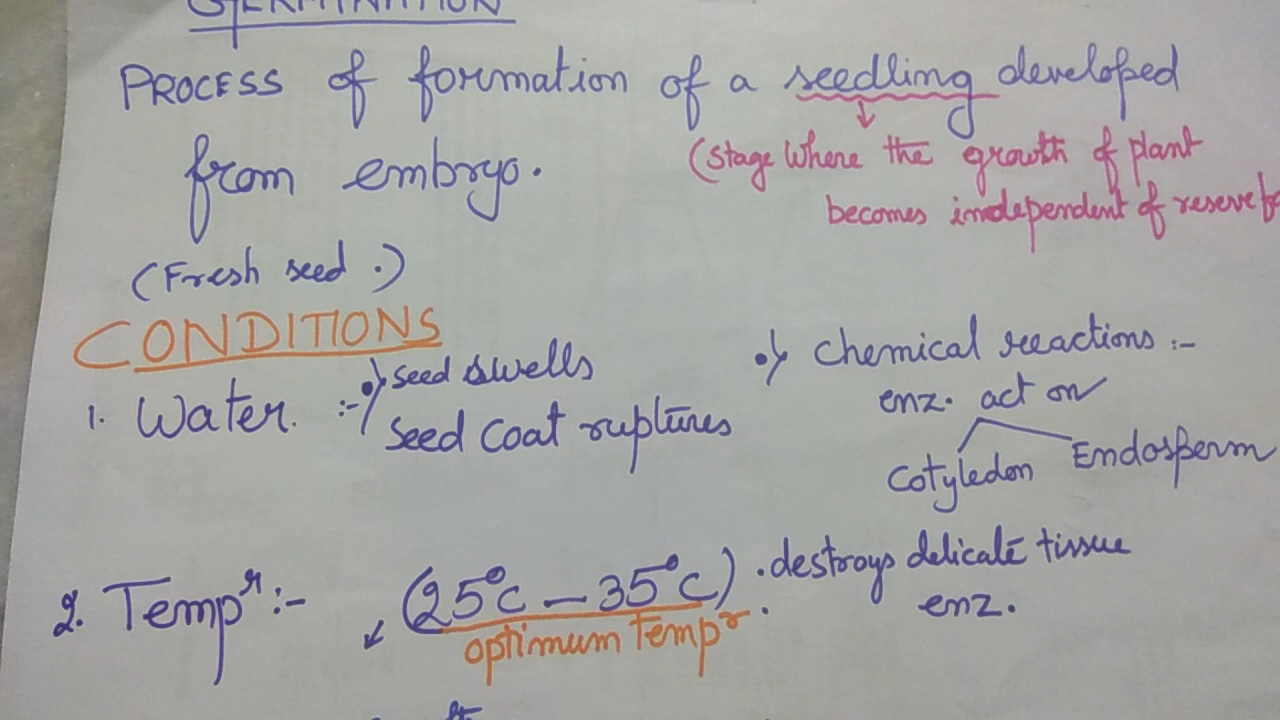 GERMINATION
PROCESS of formation of a seedling developed
from embryo.
(Stage Where the growth of plant
becomes independent of reserve
(Fresh seed .)
CONDITIONS
1. Water. :- •) seed swells
Seed Coat ruptures
•) Chemical reactions :-
enz. act on
Cotyledon Endosperm
2. Tempr :- (25°C – 35°C) . destroys delicate tissue
enz.
optimum Tempr